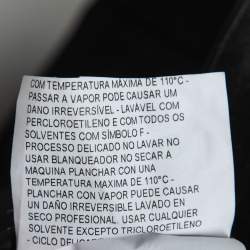 COM TEMPERATURA MAXIMA DE 110°C -
PASSAR A VAPOR PODE CAUSAR UM
DANO IRREVERSÍVEL - LAVÁVEL COM
PERCLOROETILENO E COM TODOS OS
SOLVENTES COM SÍMBOLO F -
PROCESO DELICADO NO LAVAR NO
USAR BLANQUEADOR NO SECAR A
MAQUINA PLANCHAR CON UNA
TEMPERATURA MAXIMA DE 110°C -
PLANCHAR CON VAPOR PUEDE CAUSAR
UN DAÑO IRREVERSIBLE LAVADO EN
SECO PROFESIONAL. USAR CUALQUIER
SOLVENTE EXCEPTO TRICLOROETILENO
- CICLO